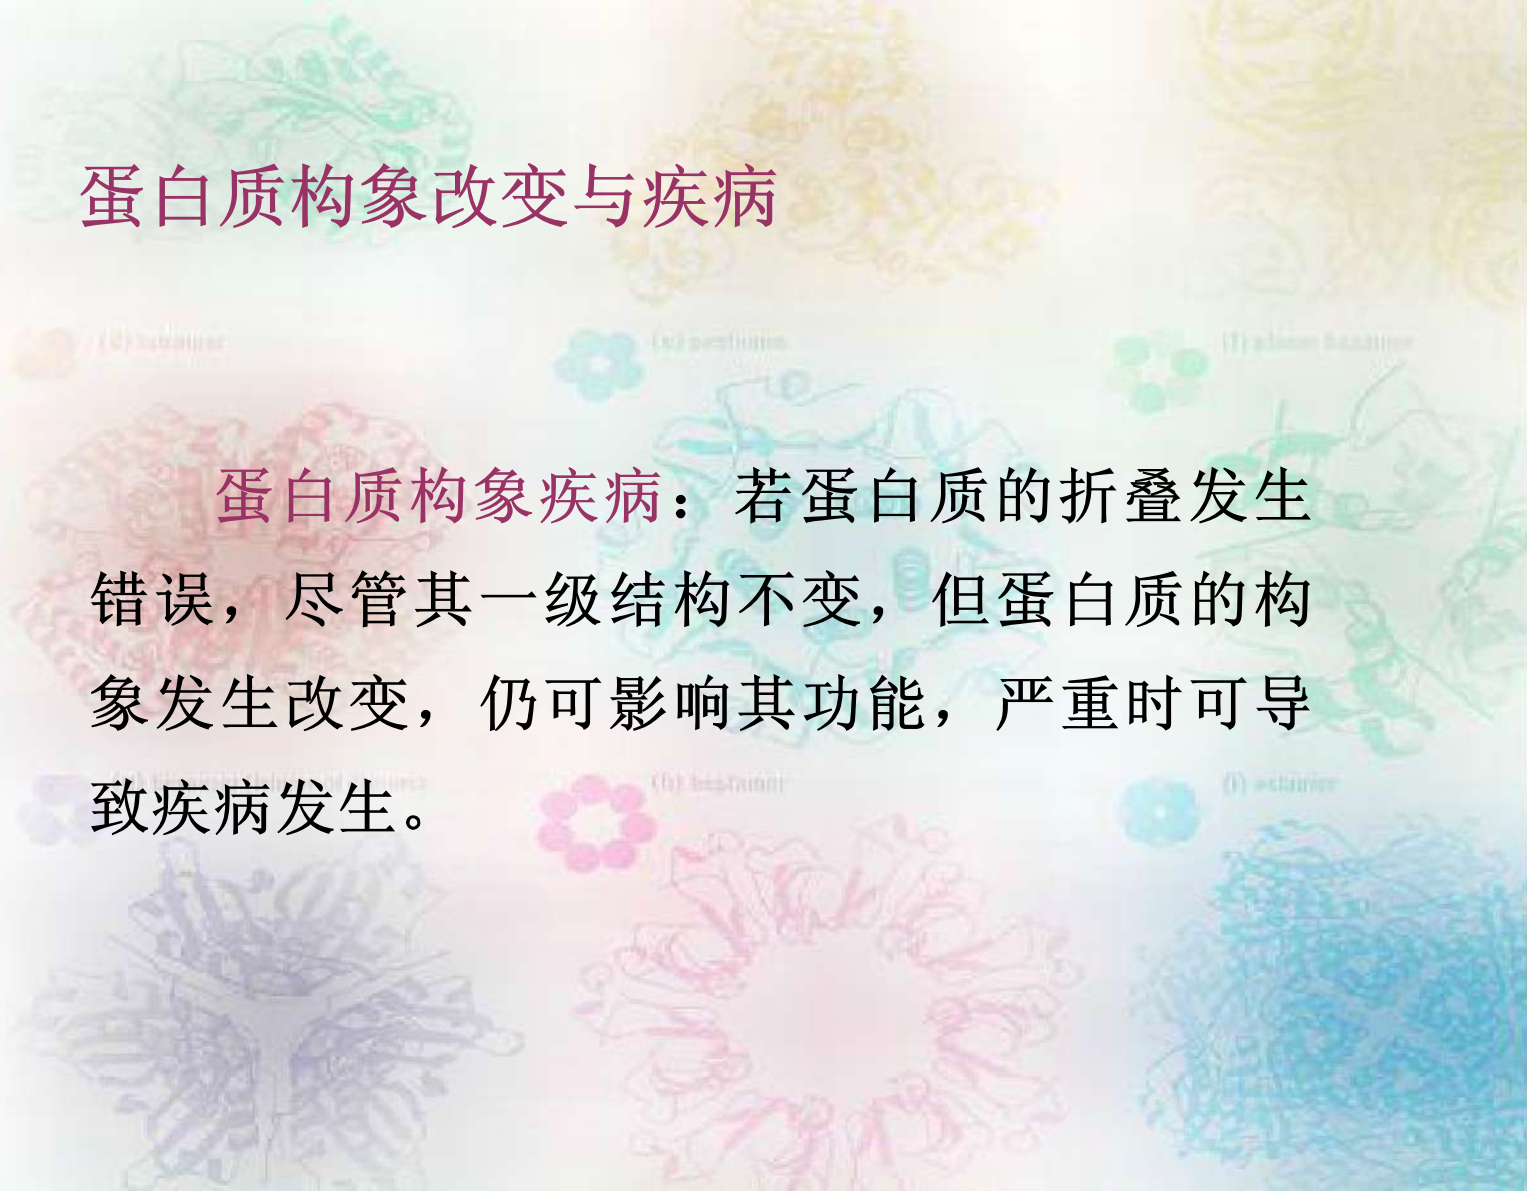 蛋白质构象改变与疾病
(e) pentamer
蛋白质构象疾病：若蛋白质的折叠发生
错误，尽管其一级结构不变，但蛋白质的构
象发生改变，仍可影响其功能，严重时可导
致疾病发生。
(h) heptamer